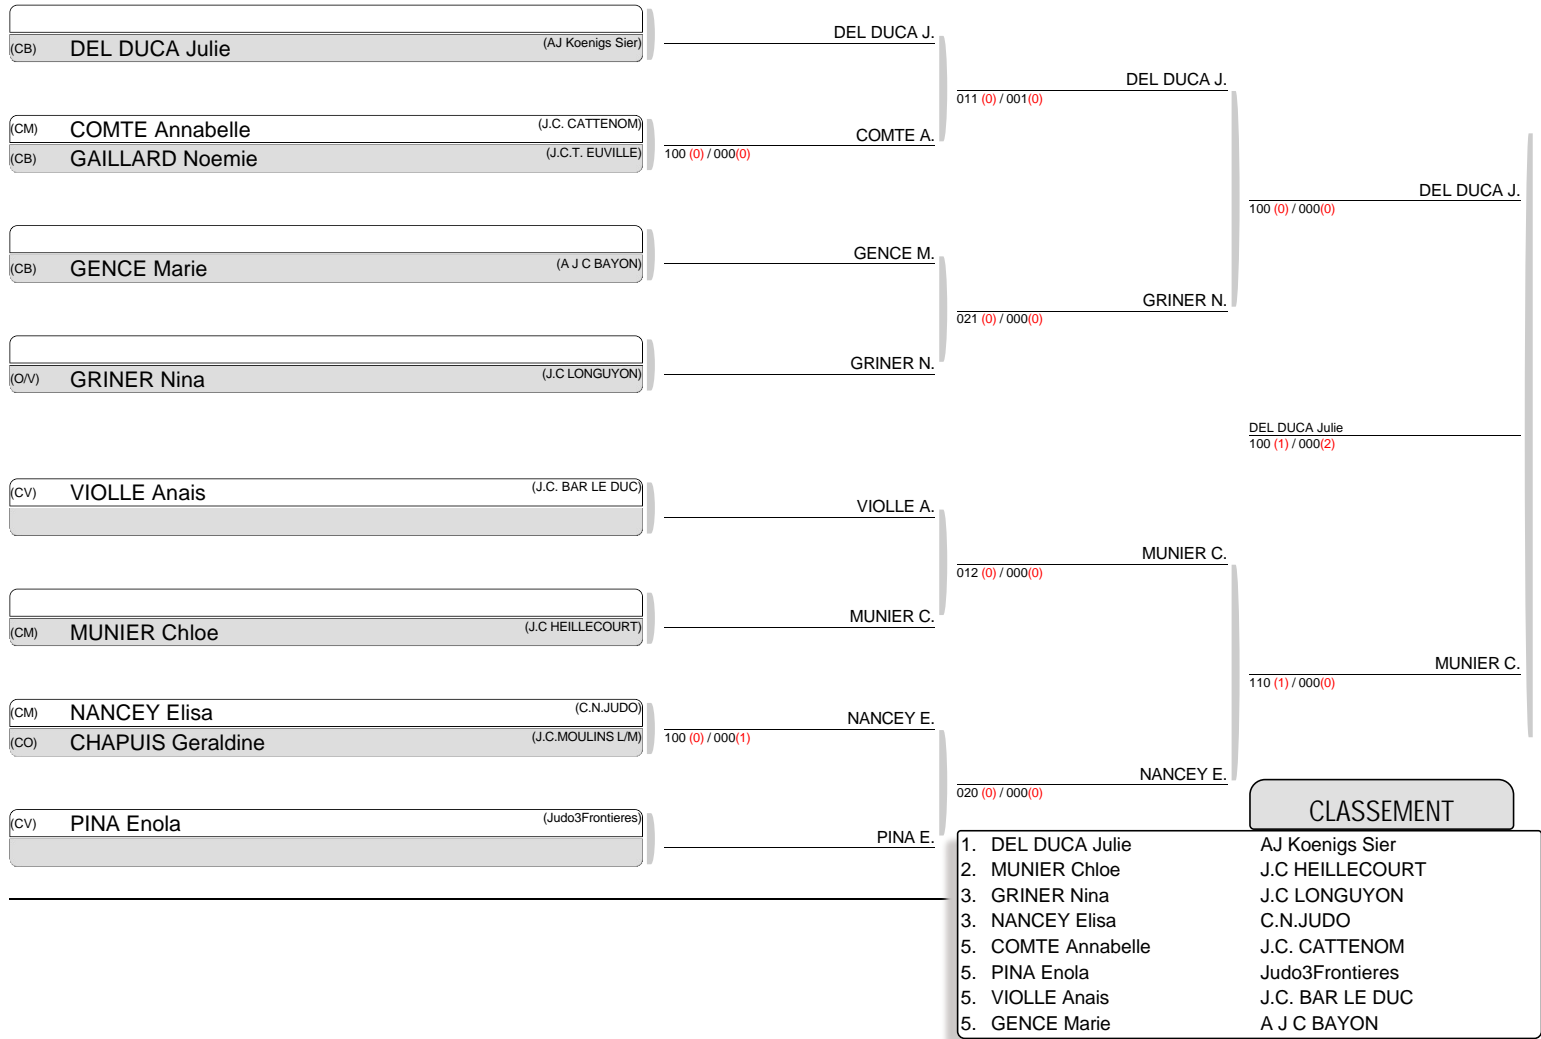 (CB) DEL DUCA Julie (AJ Koenigs Sier)
(CM) COMTE Annabelle (J.C. CATTENOM)
(CB) GAILLARD Noemie (J.C.T. EUVILLE)
(CB) GENCE Marie (A J C BAYON)
(O/V) GRINER Nina (J.C LONGUYON)
(CV) VIOLLE Anais (J.C. BAR LE DUC)
(CM) MUNIER Chloe (J.C HEILLECOURT)
(CM) NANCEY Elisa (C.N.JUDO)
(CO) CHAPUIS Geraldine (J.C.MOULINS L/M)
(CV) PINA Enola (Judo3Frontieres)
DEL DUCA J.
COMTE A.
100 (0) / 000(0)
GENCE M.
GRINER N.
VIOLLE A.
MUNIER C.
NANCEY E.
100 (0) / 000(1)
PINA E.
DEL DUCA J.
011 (0) / 001(0)
GRINER N.
021 (0) / 000(0)
MUNIER C.
012 (0) / 000(0)
NANCEY E.
020 (0) / 000(0)
DEL DUCA J.
100 (0) / 000(0)
DEL DUCA Julie
100 (1) / 000(2)
MUNIER C.
110 (1) / 000(0)
CLASSEMENT
1. DEL DUCA Julie AJ Koenigs Sier
2. MUNIER Chloe J.C HEILLECOURT
3. GRINER Nina J.C LONGUYON
3. NANCEY Elisa C.N.JUDO
5. COMTE Annabelle J.C. CATTENOM
5. PINA Enola Judo3Frontieres
5. VIOLLE Anais J.C. BAR LE DUC
5. GENCE Marie A J C BAYON